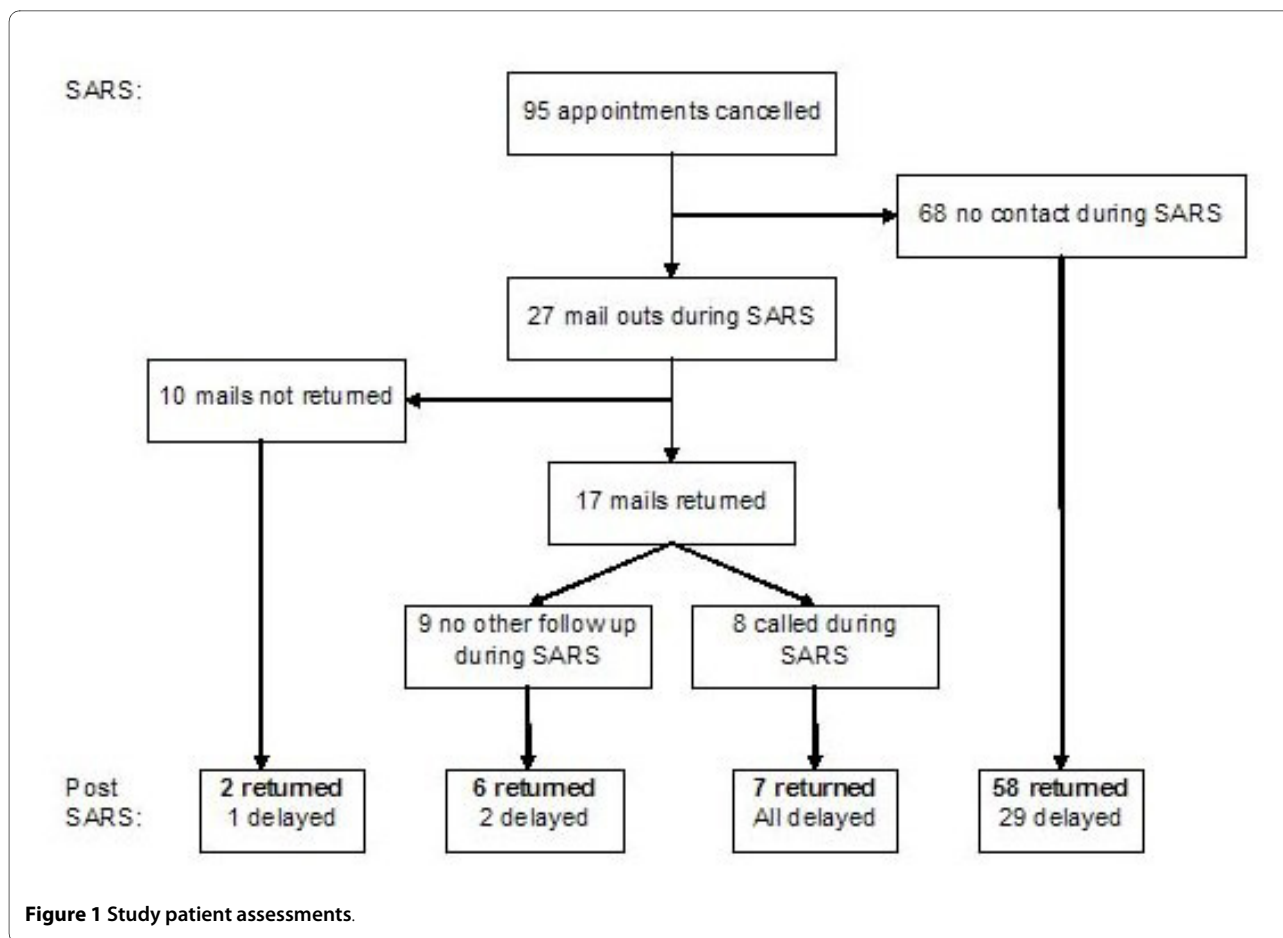 SARS:
95 appointments cancelled
68 no contact during SARS
27 mail outs during SARS
10 mails not returned
17 mails returned
9 no other follow up
during SARS
8 called during
SARS
Post
SARS:
2 returned
1 delayed
6 returned
2 delayed
7 returned
All delayed
58 returned
29 delayed
Figure 1 Study patient assessments.